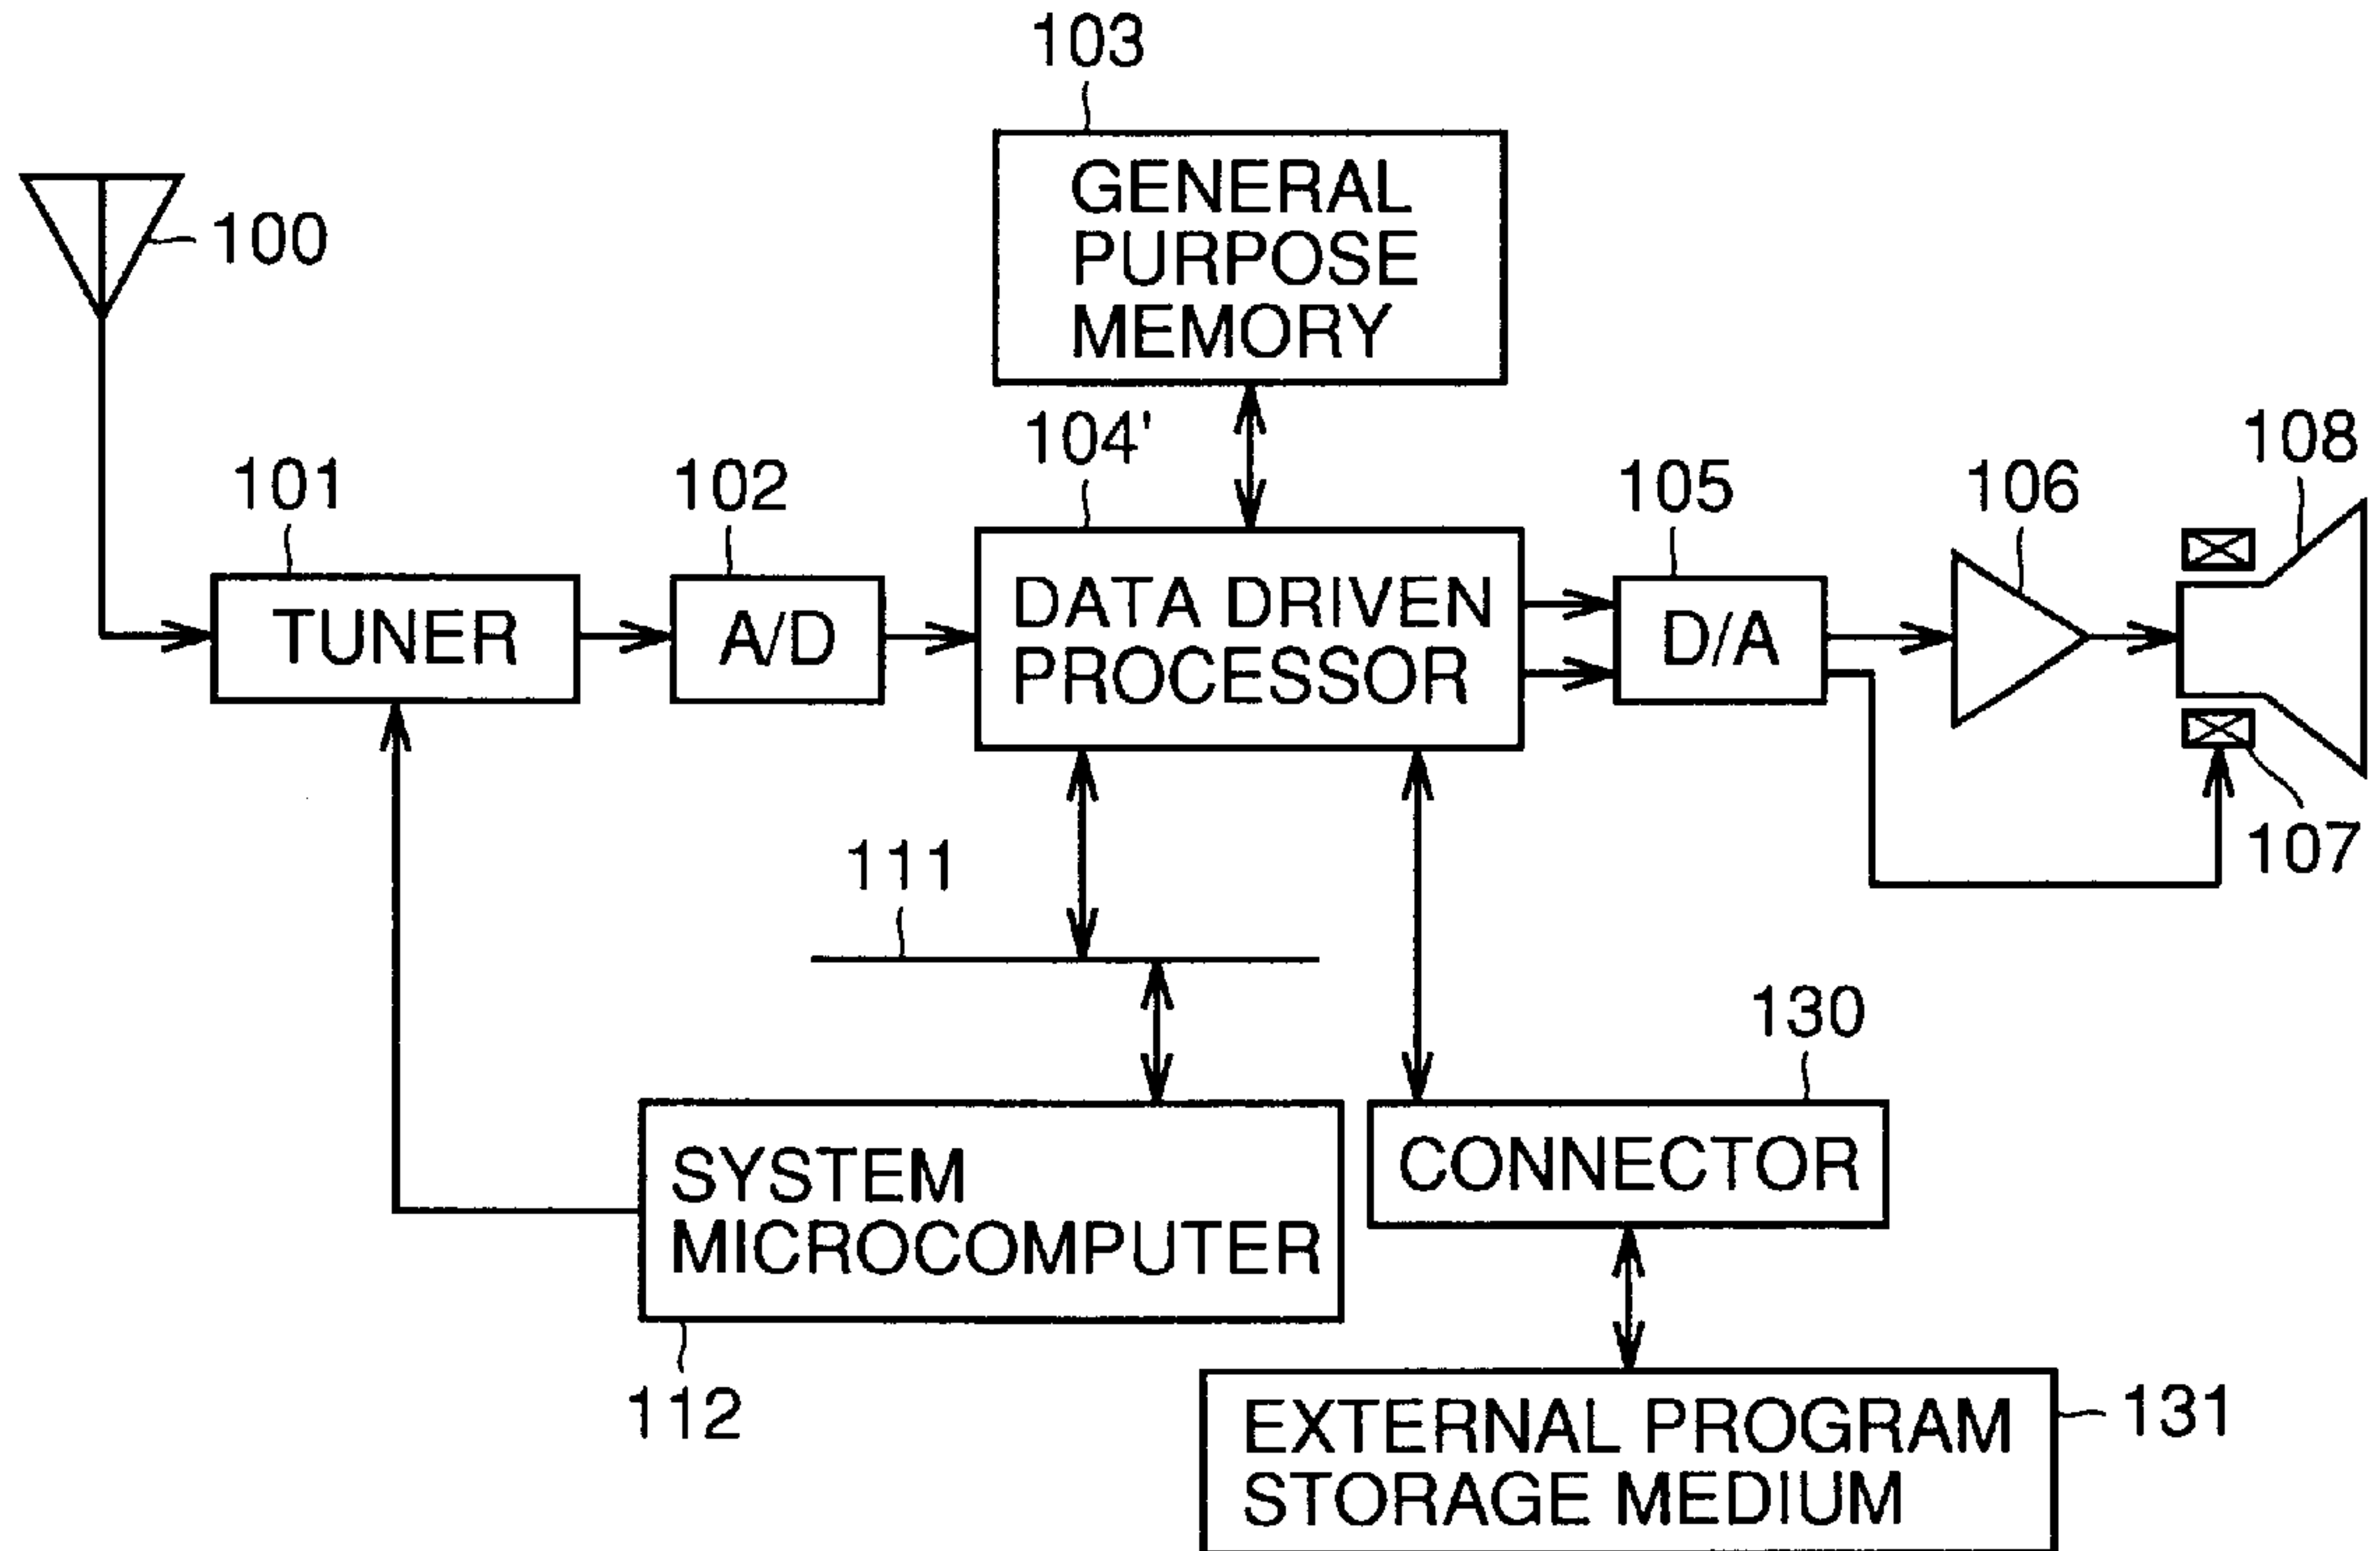 103
GENERAL
PURPOSE
MEMORY
100
104'
108
101
102
105
106
TUNER
A/D
DATA DRIVEN
PROCESSOR
D/A
107
111
130
SYSTEM
MICROCOMPUTER
CONNECTOR
112
EXTERNAL PROGRAM
STORAGE MEDIUM
131